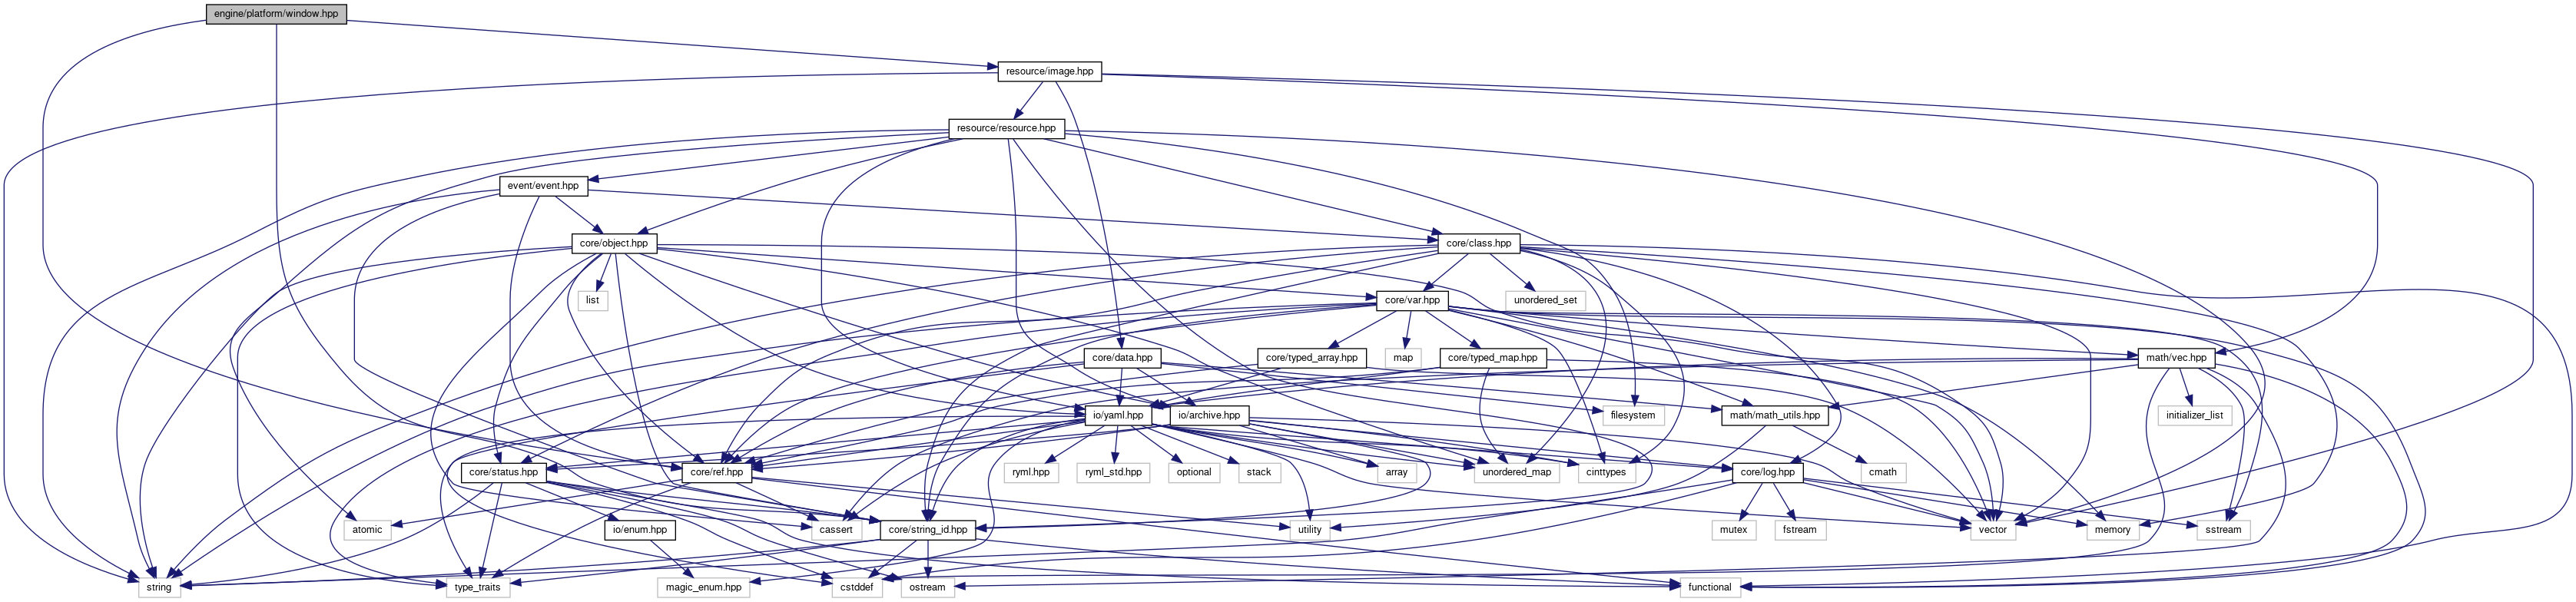 engine/platform/window.hpp
resource/image.hpp
resource/resource.hpp
event/event.hpp
core/object.hpp
core/class.hpp
list
core/var.hpp
unordered_set
core/data.hpp
core/typed_array.hpp
map
core/typed_map.hpp
math/vec.hpp
io/yaml.hpp
io/archive.hpp
filesystem
math/math_utils.hpp
initializer_list
core/status.hpp
core/ref.hpp
ryml.hpp
ryml_std.hpp
optional
stack
array
unordered_map
cinttypes
core/log.hpp
cmath
atomic
io/enum.hpp
cassert
core/string_id.hpp
utility
mutex
fstream
vector
memory
sstream
string
type_traits
magic_enum.hpp
cstddef
ostream
functional